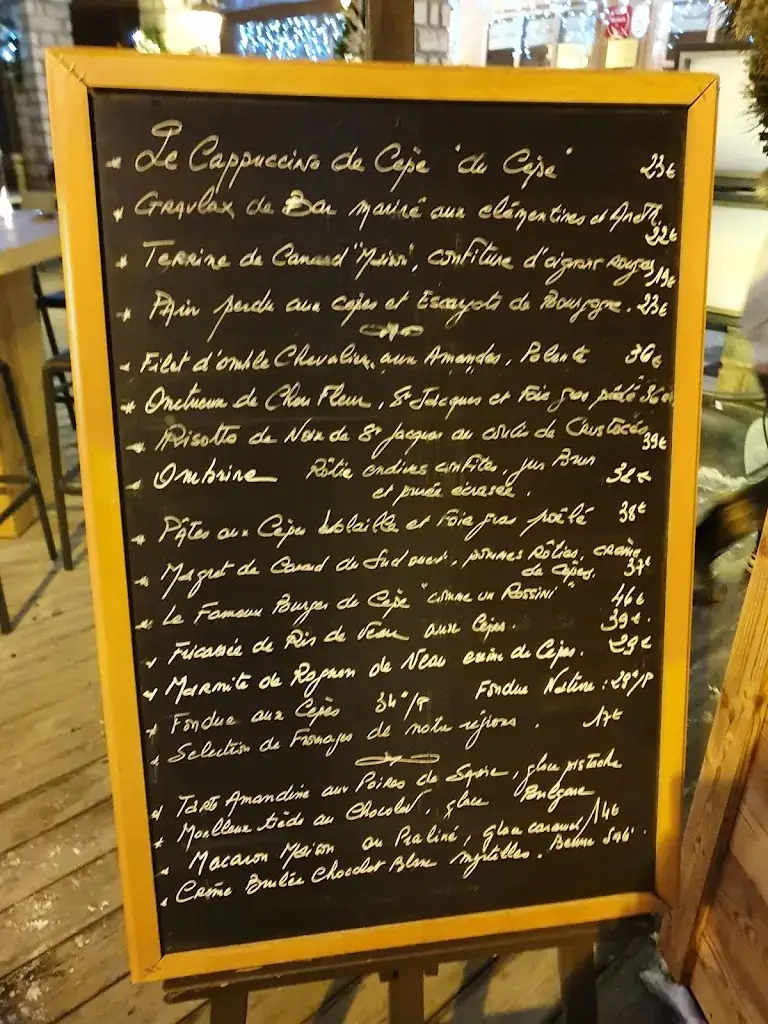 Le Cappuccino de Cèpe "du Cèpe" 23€
Gravlax de Bar mariné aux clémentines et Aneth 22€
Terrine de Canard "Maison", confiture d'oignons rouges 19€
Pain perdu aux cèpes et Escargots de Bourgogne. 23€
Filet d'omble Chevalier aux Amandes, Polenta 36€
Onctueux de Chou Fleur, St Jacques et Foie gras poêlé 36€
Risotto de Noix de St Jacques au coulis de Crustacés 39€
Ombrine Rôtie endives confites, jus Brun 32€
et purée écrasée.
Pâtes aux Cèpes volaille et Foie gras poêlé 38€
Magret de Canard du Sud ouest, pommes Rôties, crème
de cèpes. 37€
Le Fameux Burger de Cèpe "comme un Rossini" 46€
Fricassée de Ris de Veau aux Cèpes. 39€.
Marmite de Rognon de Veau crème de Cèpes. 29€
Fondue aux Cèpes 34€/P Fondue Nature: 29€/P
Selection de Fromages de notre régions. 17€
Tarte Amandine aux Poires de Savoie, glace pistache
Moelleux tiède au Chocolat, glace Bulgare
Macaron Maison au Praliné, glace caramel / 14€
Crème Brulée Chocolat Blanc myrtilles.